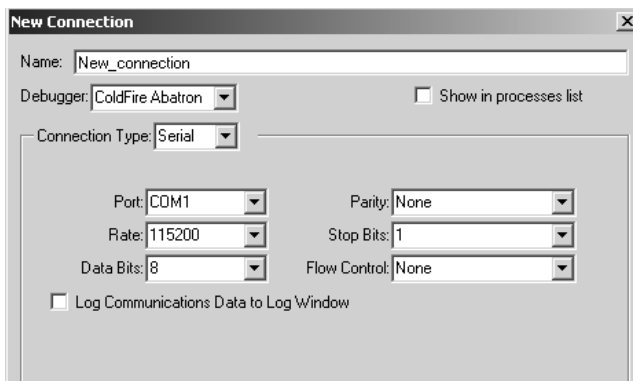 New Connection
Name: New_connection
Debugger: ColdFire Abatron
Show in processes list
Connection Type: Serial
Port: COM1 Parity: None
Rate: 115200 Stop Bits: 1
Data Bits: 8 Flow Control: None
Log Communications Data to Log Window